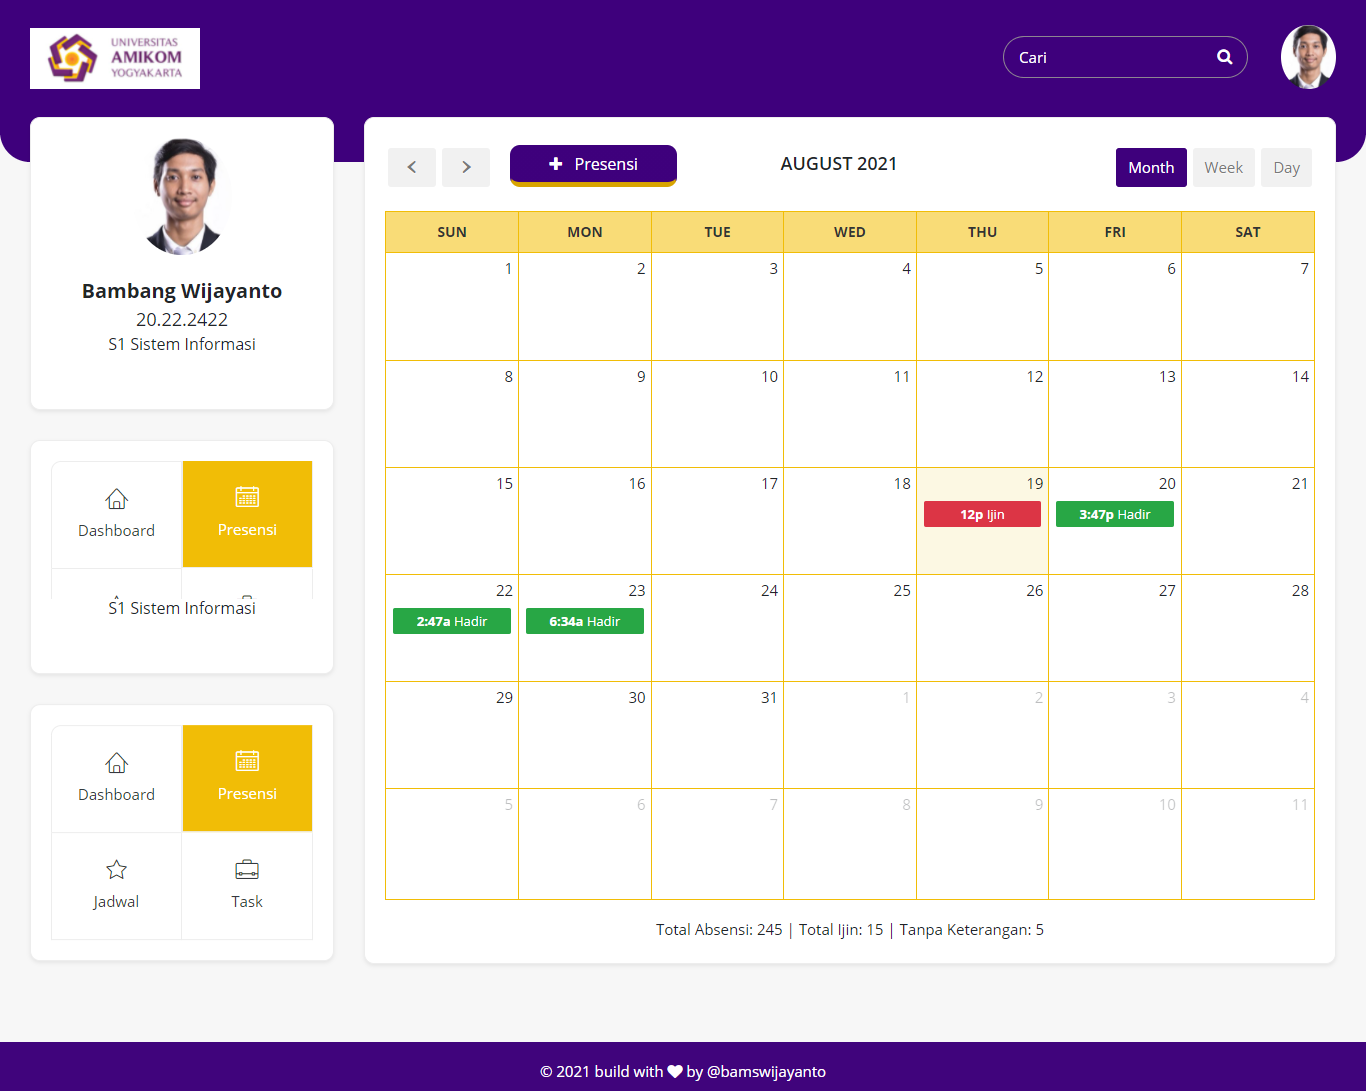 UNIVERSITAS
AMIKOM
YOGYAKARTA
Cari
Bambang Wijayanto
20.22.2422
S1 Sistem Informasi
Dashboard
Presensi
S1 Sistem Informasi
Dashboard
Presensi
Jadwal
Task
Presensi
AUGUST 2021
Month Week Day
SUN MON TUE WED THU FRI SAT
1 2 3 4 5 6 7
8 9 10 11 12 13 14
15 16 17 18 19 20 21
12p Ijin 3:47p Hadir
22 23 24 25 26 27 28
2:47a Hadir 6:34a Hadir
29 30 31 1 2 3 4
5 6 7 8 9 10 11
Total Absensi: 245 | Total Ijin: 15 | Tanpa Keterangan: 5
© 2021 build with ♥ by @bamswijayanto